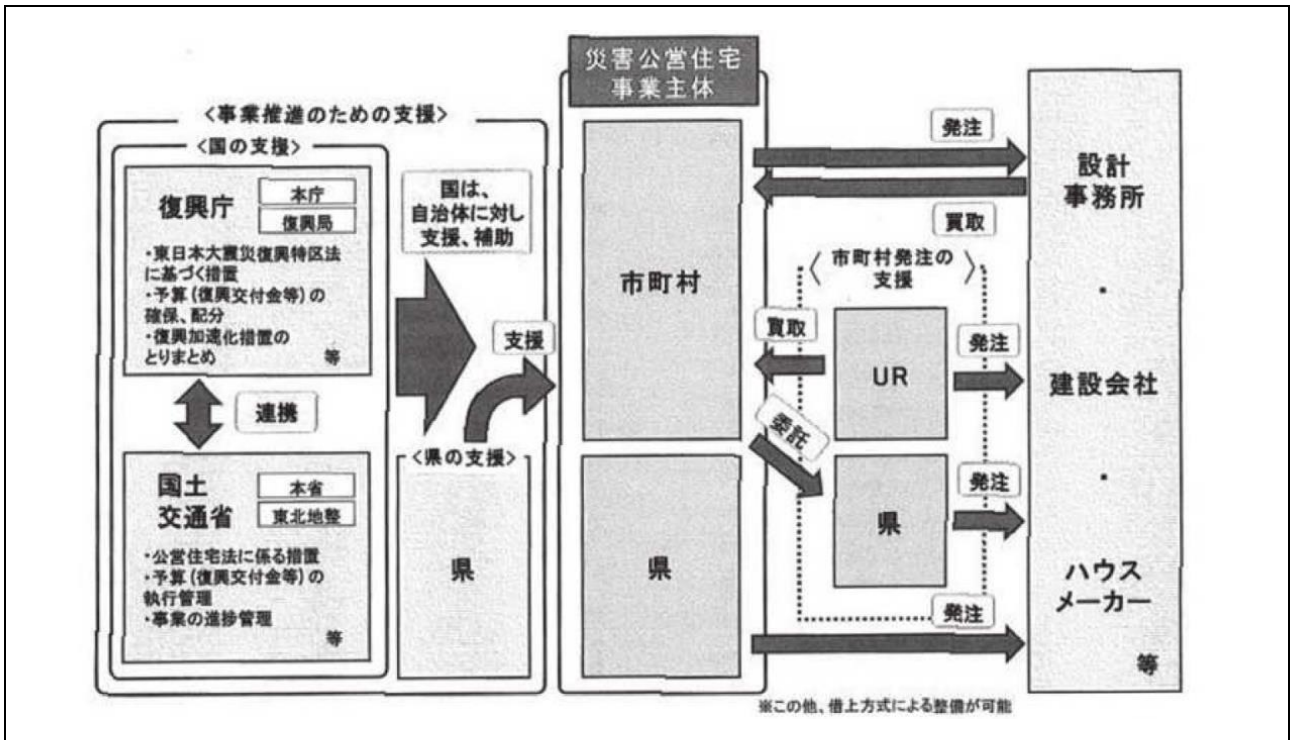 災害公営住宅
事業主体
〈事業推進のための支援〉
〈国の支援〉
復興庁
本庁
復興局
・東日本大震災復興特区法
に基づく措置
・予算(復興交付金等)の
確保、配分
・復興加速化措置の
とりまとめ
等
連携
国土
交通省
本省
東北地整
・公営住宅法に係る措置
・予算(復興交付金等)の
執行管理
・事業の進捗管理
等
国は、
自治体に対し
支援、補助
支援
〈県の支援〉
県
市町村
県
発注
買取
〈市町村発注の
支援〉
買取
UR
発注
委託
県
発注
発注
設計
事務所
・
建設会社
・
ハウス
メーカー
等
※この他、借上方式による整備が可能